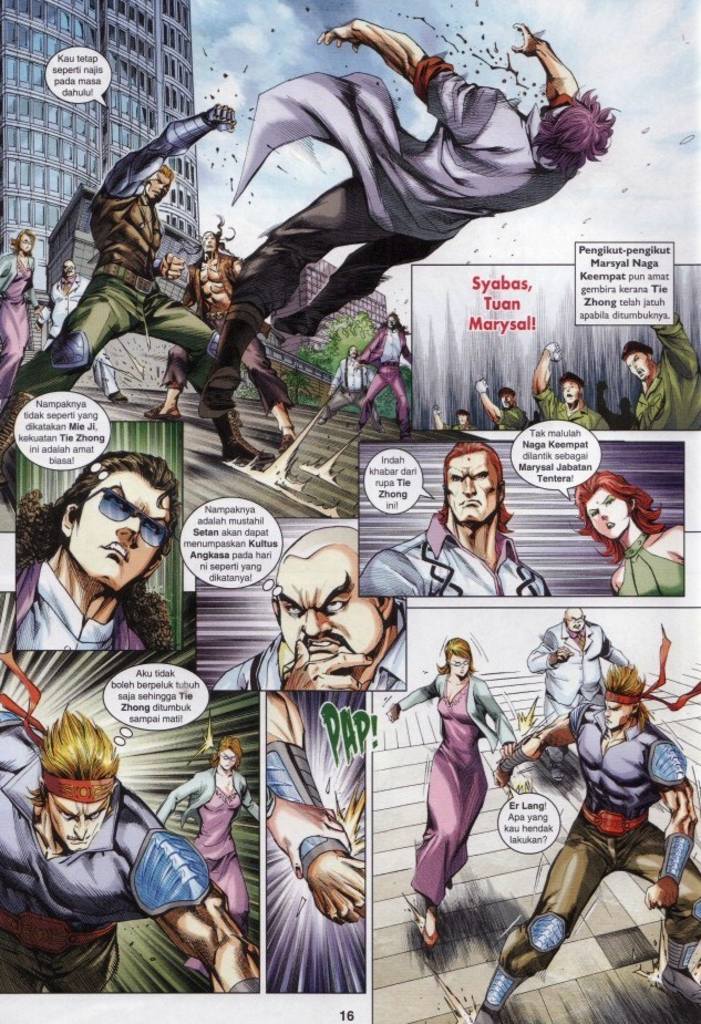 Kau tetap
seperti najis
pada masa
dahulu!
Pengikut-pengikut
Marsyal Naga
Keempat pun amat
gembira kerana Tie
Zhong telah jatuh
apabila ditumbuknya.
Syabas,
Tuan
Marysal!
Nampaknya
tidak seperti yang
dikatakan Mie Ji,
kekuatan Tie Zhong
ini adalah amat
biasa!
Indah
khabar dari
rupa Tie
Zhong
ini!
Tak malulah
Naga Keempat
dilantik sebagai
Marysal Jabatan
Tentera!
Nampaknya
adalah mustahil
Setan akan dapat
menumpaskan Kultus
Angkasa pada hari
ni seperti yang
dikatanya!
Aku tidak
boleh berpeluk tubuh
saja sehingga Tie
Zhong ditumbuk
sampai mati!
PAP!
Er Lang!
Apa yang
kau hendak
lakukan?
16